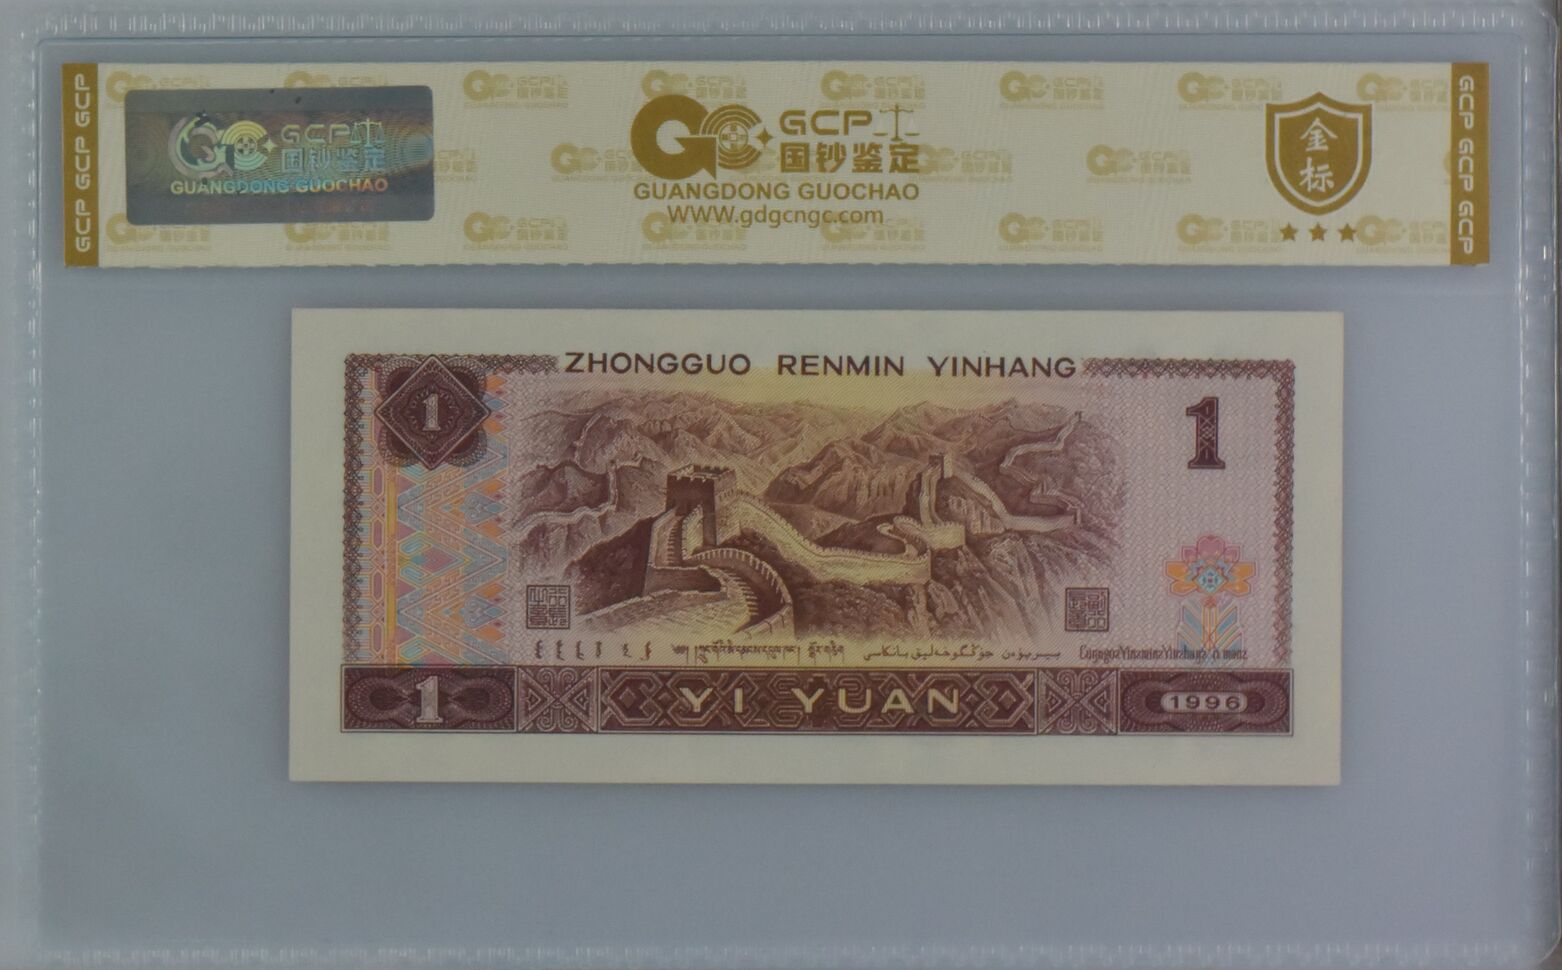 GCP GCP GCP
GCP 国钞鉴定
GUANGDONG GUOCHAO
GCP
国钞鉴定
GUANGDONG GUOCHAO
WWW.gdgcngc.com
金标
GCP GCP GCP
ZHONGGUO RENMIN YINHANG
1
1
1
YI YUAN
1996